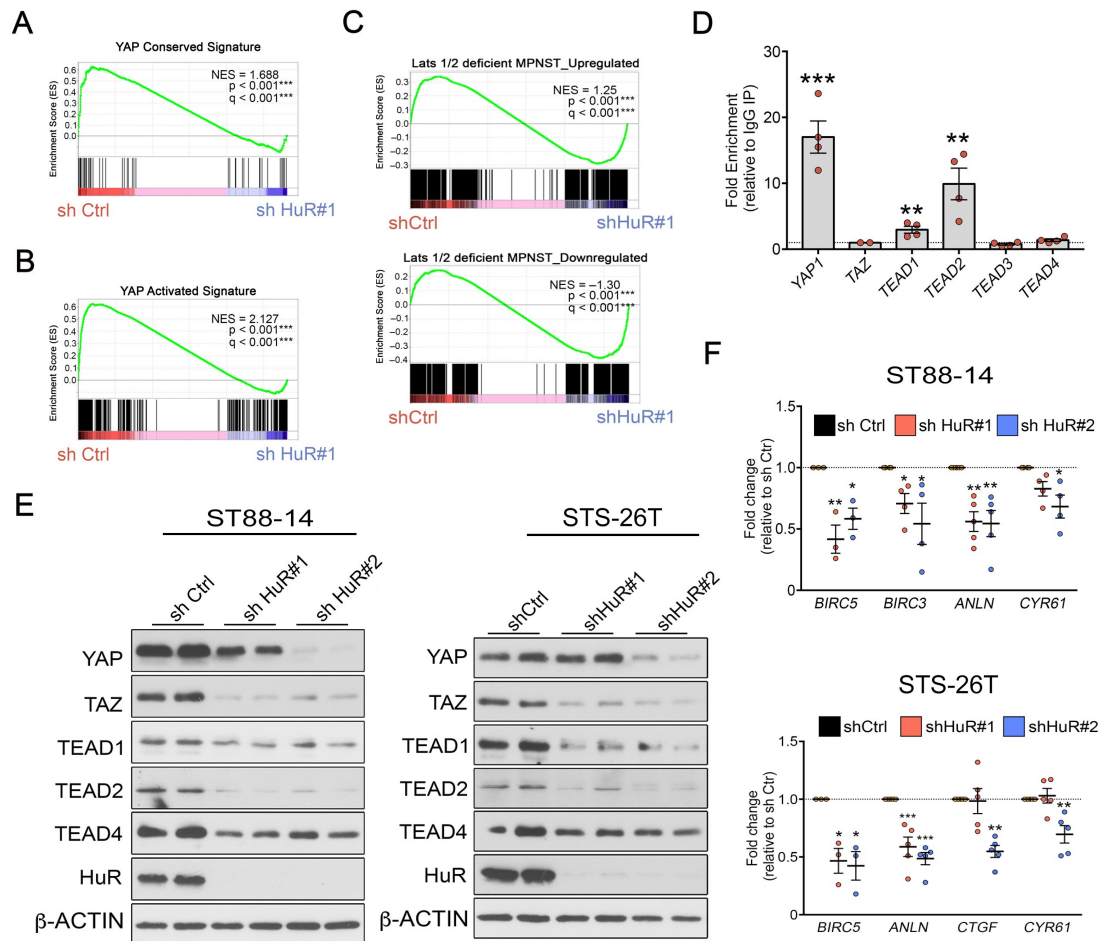 A
YAP Conserved Signature
Enrichment Score (ES)
0.6
0.5
0.4
0.3
0.2
0.1
0.0
-0.1
NES = 1.688
p < 0.001***
q < 0.001***
sh Ctrl
sh HuR#1
B
YAP Activated Signature
Enrichment Score (ES)
0.6
0.5
0.4
0.3
0.2
0.1
0.0
NES = 2.127
p < 0.001***
q < 0.001***
sh Ctrl
sh HuR#1
C
Lats 1/2 deficient MPNST_Upregulated
Enrichment Score (ES)
0.3
0.2
0.1
0.0
−0.1
−0.2
−0.3
NES = 1.25
p < 0.001***
q < 0.001***
shCtrl
shHuR#1
Lats 1/2 deficient MPNST_Downregulated
Enrichment Score (ES)
0.2
0.1
0.0
−0.1
−0.2
−0.3
−0.4
NES = −1.30
p < 0.001***
q < 0.001***
shCtrl
shHuR#1
D
Fold Enrichment
(relative to IgG IP)
30
20
10
0
***
**
**
YAP1
TAZ
TEAD1
TEAD2
TEAD3
TEAD4
E
ST88-14
sh Ctrl
sh HuR#1
sh HuR#2
YAP
TAZ
TEAD1
TEAD2
TEAD4
HuR
β-ACTIN
STS-26T
shCtrl
shHuR#1
shHuR#2
YAP
TAZ
TEAD1
TEAD2
TEAD4
HuR
β-ACTIN
F
ST88-14
sh Ctrl
sh HuR#1
sh HuR#2
Fold change
(relative to sh Ctr)
1.5
1.0
0.5
0
** *
* *
** **
*
BIRC5
BIRC3
ANLN
CYR61
STS-26T
shCtrl
shHuR#1
shHuR#2
Fold change
(relative to sh Ctr)
1.5
1.0
0.5
0.0
* *
*** ***
**
**
BIRC5
ANLN
CTGF
CYR61